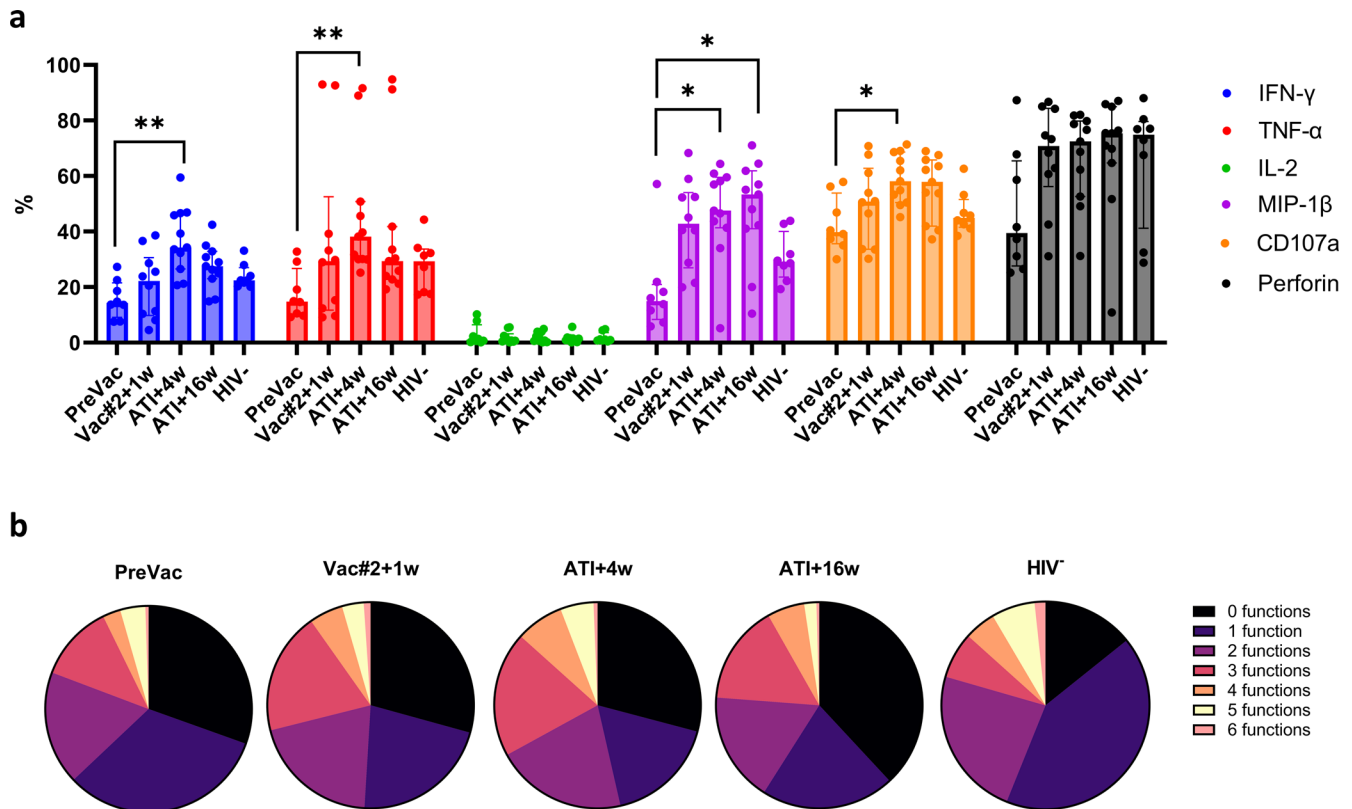 a
** ** * * *
100
80
60
40
20
0
%
PreVac Vac#2+1w ATI+4w ATI+16w HIV- PreVac Vac#2+1w ATI+4w ATI+16w HIV- PreVac Vac#2+1w ATI+4w ATI+16w HIV- PreVac Vac#2+1w ATI+4w ATI+16w HIV- PreVac Vac#2+1w ATI+4w ATI+16w HIV- PreVac Vac#2+1w ATI+4w ATI+16w HIV-
IFN-γ
TNF-α
IL-2
MIP-1β
CD107a
Perforin
b
PreVac Vac#2+1w ATI+4w ATI+16w HIV⁻
0 functions
1 function
2 functions
3 functions
4 functions
5 functions
6 functions